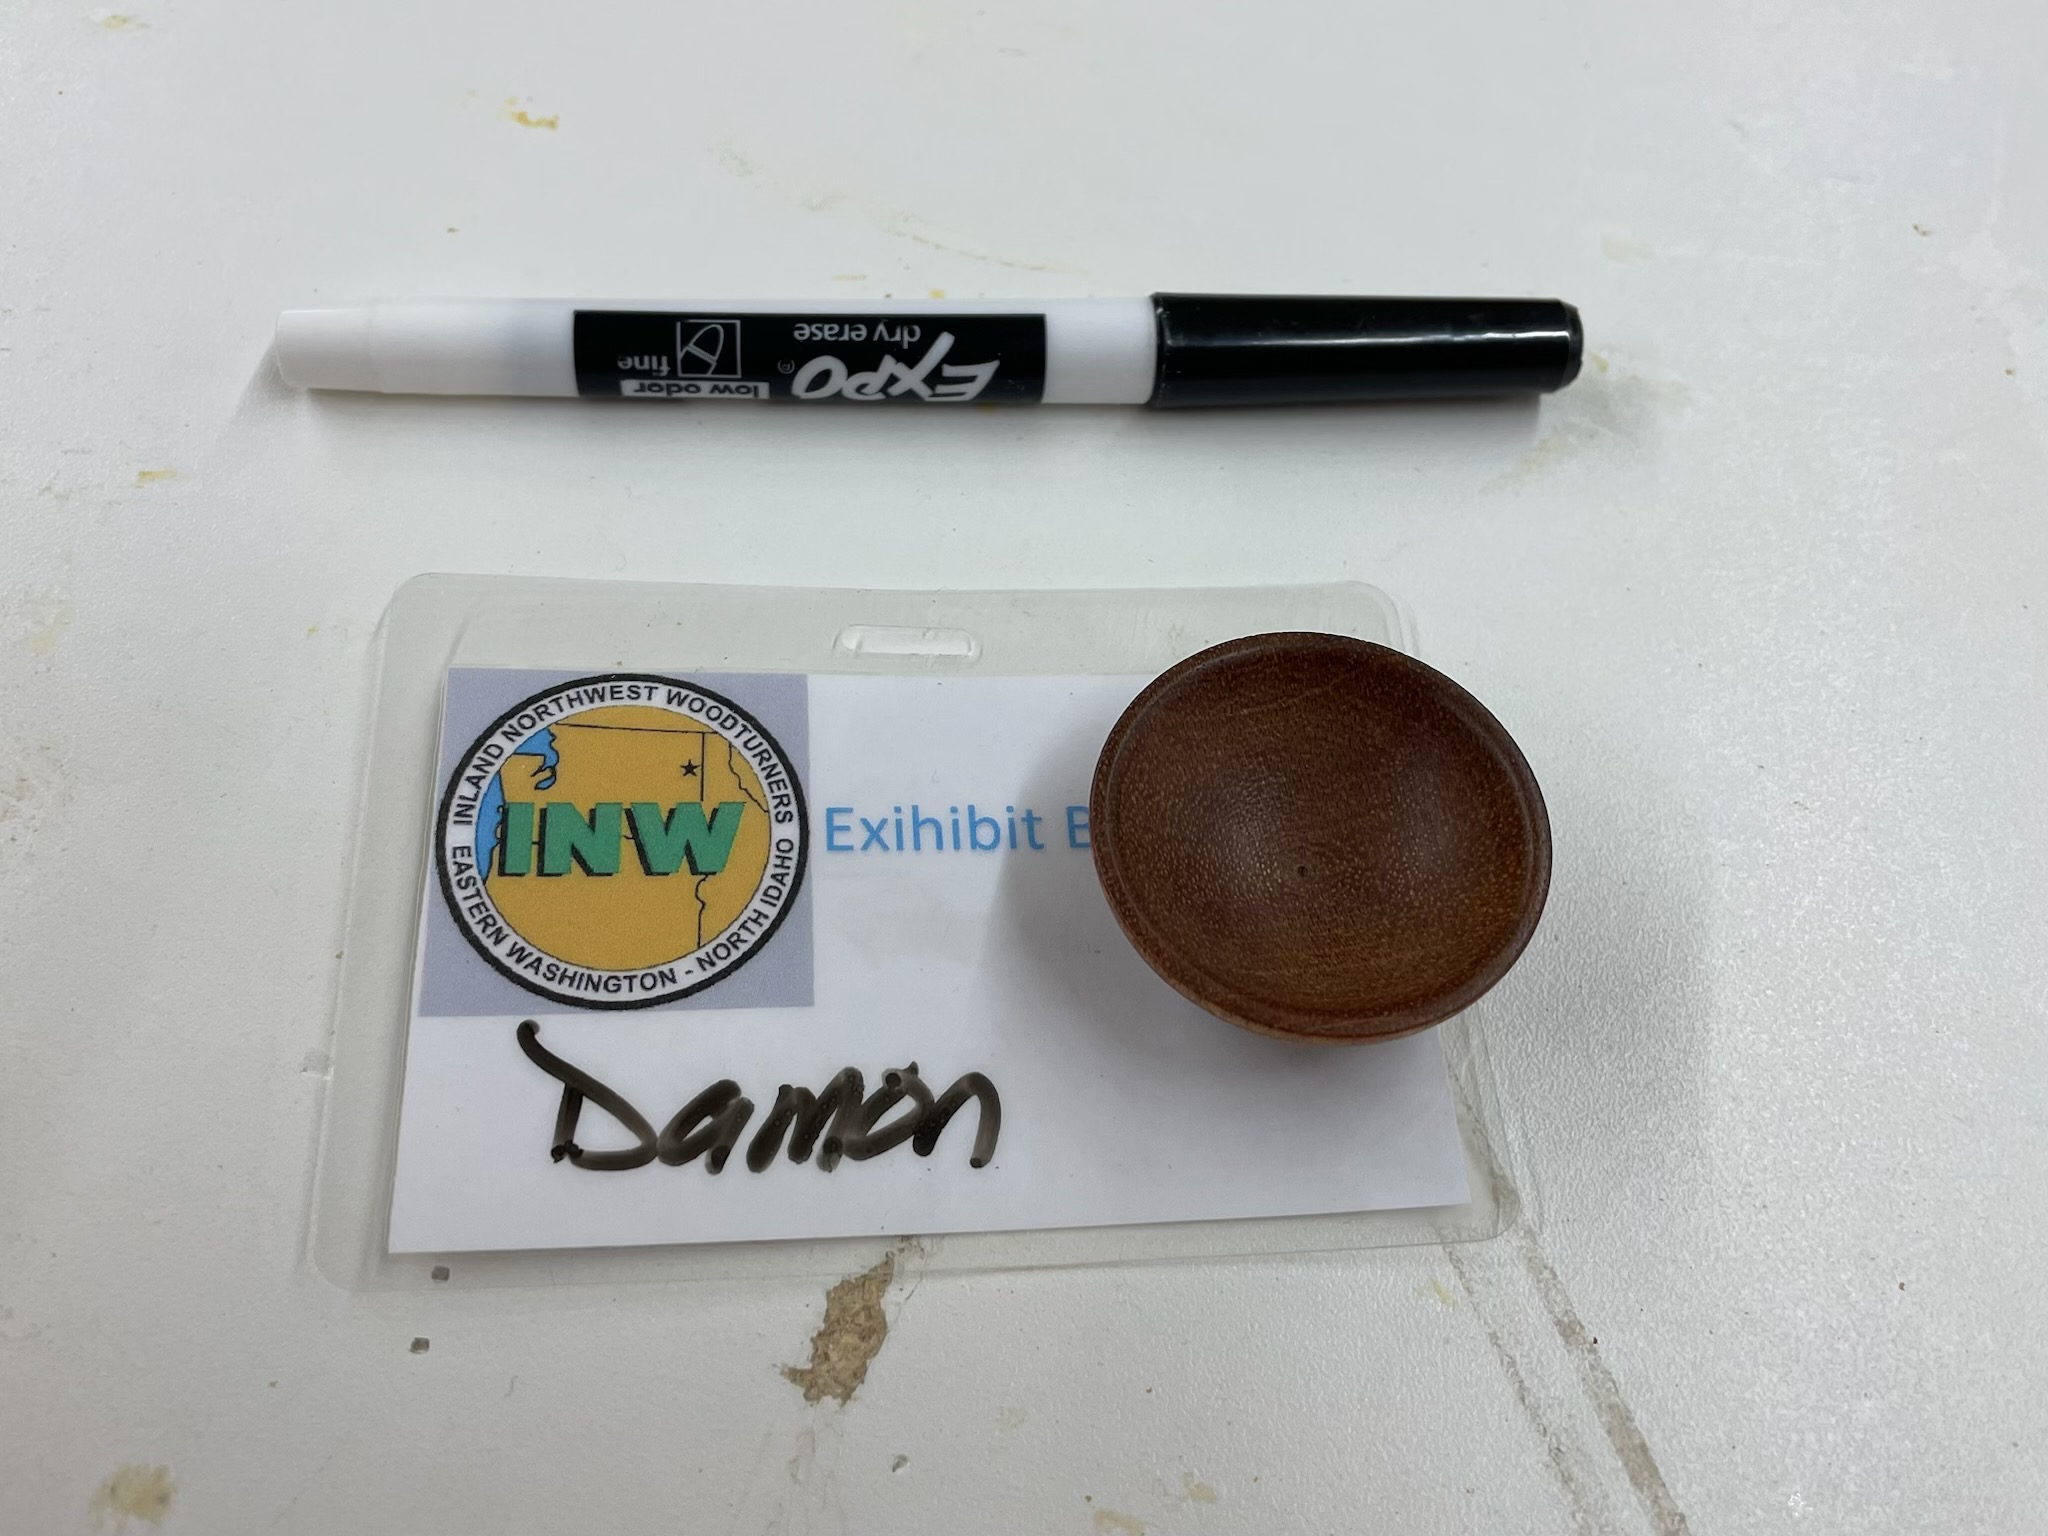 EXPO®
dry erase
low odor
fine
INLAND NORTHWEST WOODTURNERS
INW
EASTERN WASHINGTON - NORTH IDAHO
Exihibit
Damon